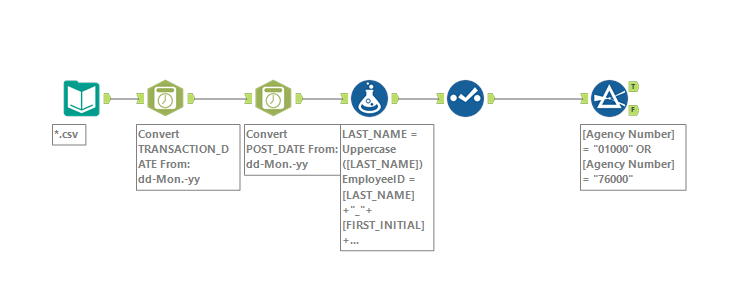 T
F
*.csv
Convert
TRANSACTION_D
ATE From:
dd-Mon.-yy
Convert
POST_DATE From:
dd-Mon.-yy
LAST_NAME =
Uppercase
([LAST_NAME])
EmployeeID =
[LAST_NAME]
+"_"+
[FIRST_INITIAL]
+...
[Agency Number]
= "01000" OR
[Agency Number]
= "76000"